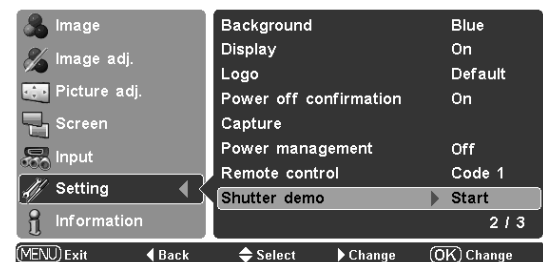 Image
Image adj.
Picture adj.
Screen
Input
Setting
Information
Background Blue
Display On
Logo Default
Power off confirmation On
Capture
Power management Off
Remote control Code 1
Shutter demo Start
2 / 3
MENU Exit Back Select Change OK Change